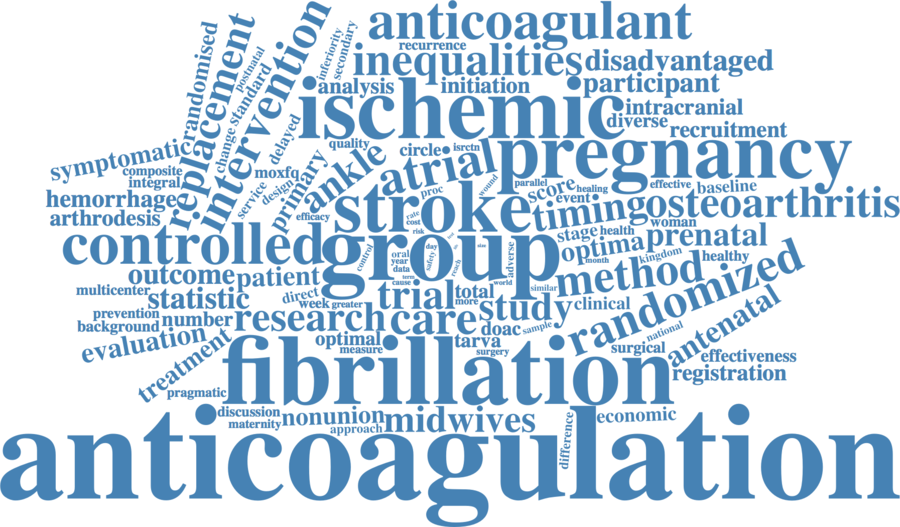 anticoagulant
recurrence
inequalities
disadvantaged
analysis
initiation
participant
ischemic
intracranial
diverse
recruitment
randomised
replacement
postnatal
standard
change
intervention
inferiority
secondary
delayed
symptomatic
composite
integral
hemorrhage
arthrodesis
quality
circle
isrctn
atrial
pregnancy
moxfq
service
design
primary
ankle
efficacy
proc
wound
parallel
score
healing
event
effective
baseline
stroke
rate
cost
risk
timing
woman
osteoarthritis
stage
health
optima
prenatal
month
kingdom
healthy
controlled
group
control
oral
year
data
term
cause
day
safety
reach
size
world
adverse
similar
method
randomized
outcome
patient
multicenter
statistic
direct
week
greater
trial
more
total
study
clinical
prevention
background
number
research
care
doac
sample
evaluation
optimal
measure
tarva
surgery
surgical
national
antenatal
treatment
pragmatic
fibrillation
effectiveness
registration
discussion
maternity
nonunion
approach
midwives
difference
economic
anticoagulation